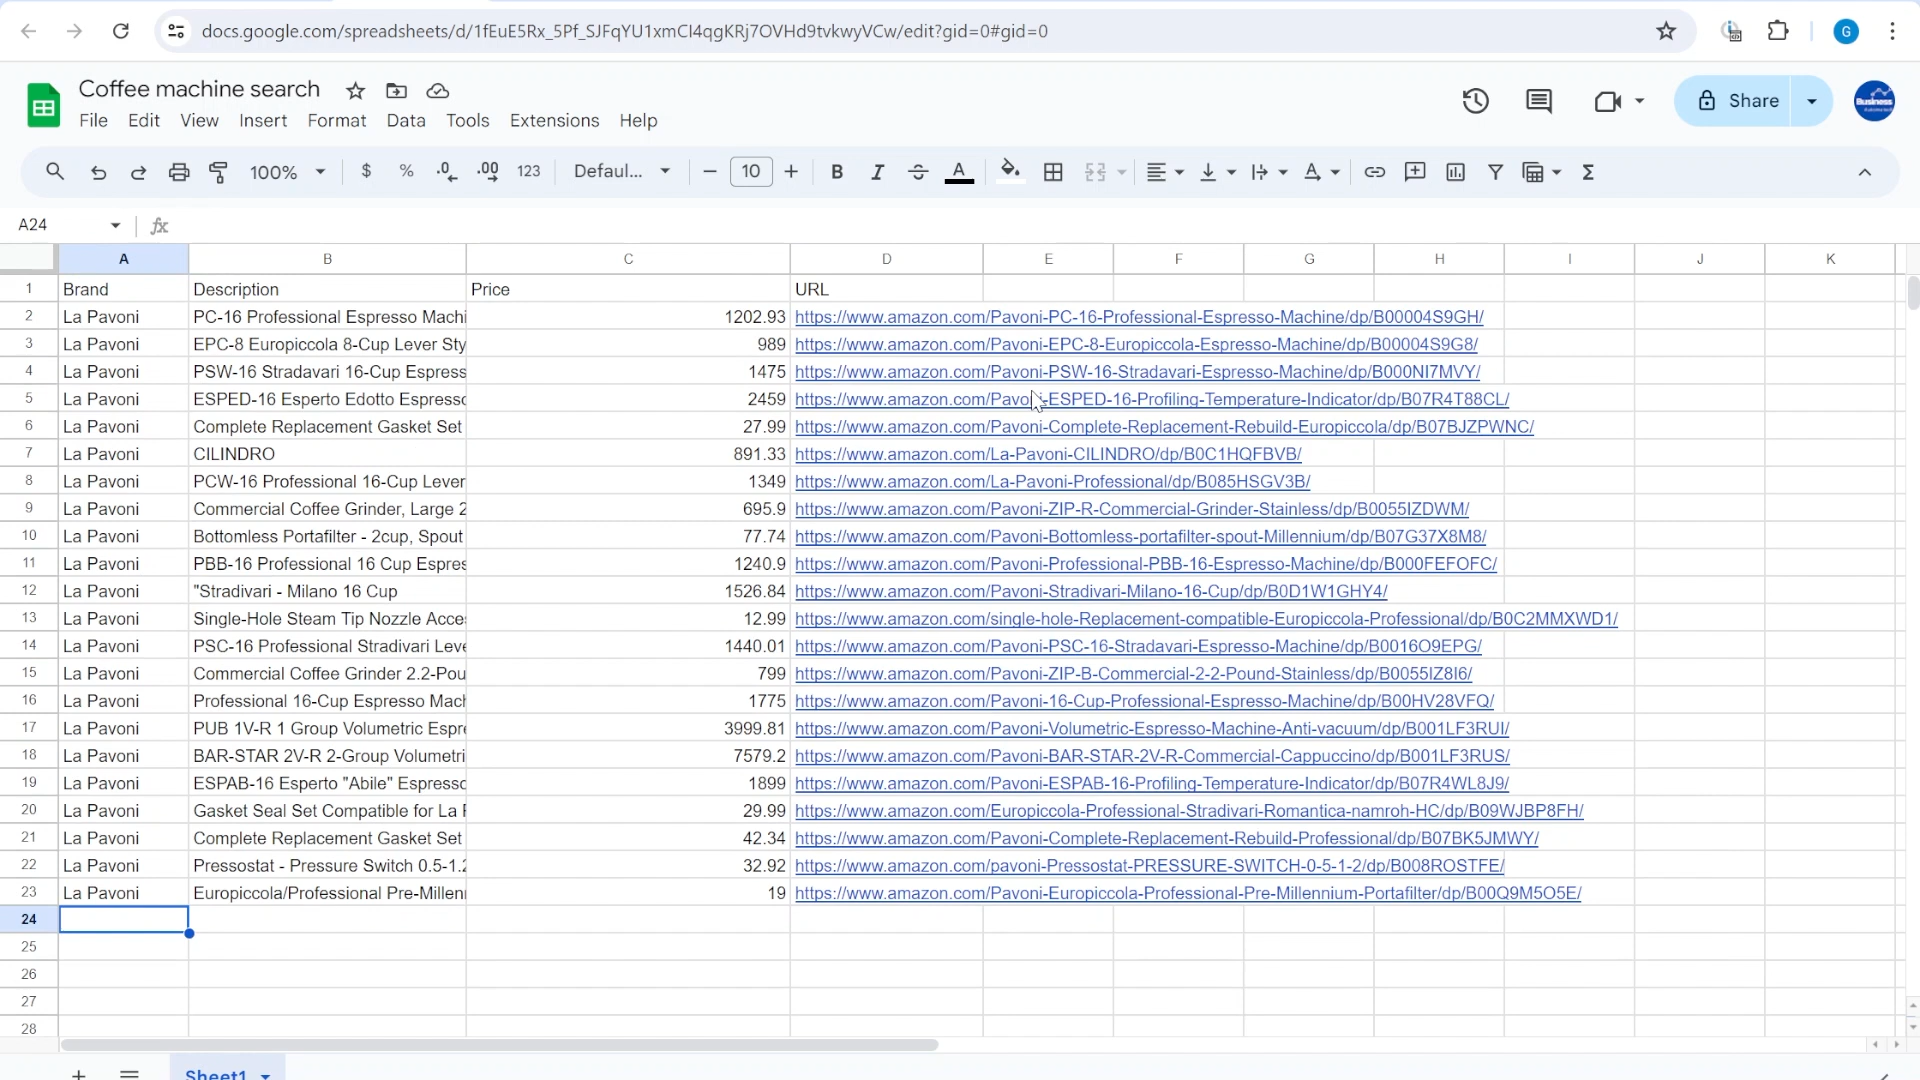 docs.google.com/spreadsheets/d/1fEuE5Rx_5Pf_SJFqYU1xmCI4qgKRj7OVHd9tvkwyVCw/edit?gid=0#gid=0
G
Coffee machine search
File Edit View Insert Format Data Tools Extensions Help
Share
Business
100% $ % .0 .00 123 Defaul... 10 B I A
A24 fx
A B C D E F G H I J K
1 Brand Description Price URL
2 La Pavoni PC-16 Professional Espresso Machi 1202.93 https://www.amazon.com/Pavoni-PC-16-Professional-Espresso-Machine/dp/B00004S9GH/
3 La Pavoni EPC-8 Europiccola 8-Cup Lever Sty 989 https://www.amazon.com/Pavoni-EPC-8-Europiccola-Espresso-Machine/dp/B00004S9G8/
4 La Pavoni PSW-16 Stradavari 16-Cup Espress 1475 https://www.amazon.com/Pavoni-PSW-16-Stradavari-Espresso-Machine/dp/B000NI7MVY/
5 La Pavoni ESPED-16 Esperto Edotto Espresso 2459 https://www.amazon.com/Pavoni-ESPED-16-Profiling-Temperature-Indicator/dp/B07R4T88CL/
6 La Pavoni Complete Replacement Gasket Set 27.99 https://www.amazon.com/Pavoni-Complete-Replacement-Rebuild-Europiccola/dp/B07BJZPWNC/
7 La Pavoni CILINDRO 891.33 https://www.amazon.com/La-Pavoni-CILINDRO/dp/B0C1HQFBVB/
8 La Pavoni PCW-16 Professional 16-Cup Lever 1349 https://www.amazon.com/La-Pavoni-Professional/dp/B085HSGV3B/
9 La Pavoni Commercial Coffee Grinder, Large 2 695.9 https://www.amazon.com/Pavoni-ZIP-R-Commercial-Grinder-Stainless/dp/B0055IZDWM/
10 La Pavoni Bottomless Portafilter - 2cup, Spout 77.74 https://www.amazon.com/Pavoni-Bottomless-portafilter-spout-Millennium/dp/B07G37X8M8/
11 La Pavoni PBB-16 Professional 16 Cup Espres 1240.9 https://www.amazon.com/Pavoni-Professional-PBB-16-Espresso-Machine/dp/B000FEFOFC/
12 La Pavoni "Stradivari - Milano 16 Cup 1526.84 https://www.amazon.com/Pavoni-Stradivari-Milano-16-Cup/dp/B0D1W1GHY4/
13 La Pavoni Single-Hole Steam Tip Nozzle Acce 12.99 https://www.amazon.com/single-hole-Replacement-compatible-Europiccola-Professional/dp/B0C2MMXWD1/
14 La Pavoni PSC-16 Professional Stradivari Leve 1440.01 https://www.amazon.com/Pavoni-PSC-16-Stradavari-Espresso-Machine/dp/B0016O9EPG/
15 La Pavoni Commercial Coffee Grinder 2.2-Pou 799 https://www.amazon.com/Pavoni-ZIP-B-Commercial-2-2-Pound-Stainless/dp/B0055IZ8I6/
16 La Pavoni Professional 16-Cup Espresso Mach 1775 https://www.amazon.com/Pavoni-16-Cup-Professional-Espresso-Machine/dp/B00HV28VFQ/
17 La Pavoni PUB 1V-R 1 Group Volumetric Espre 3999.81 https://www.amazon.com/Pavoni-Volumetric-Espresso-Machine-Anti-vacuum/dp/B001LF3RUI/
18 La Pavoni BAR-STAR 2V-R 2-Group Volumetri 7579.2 https://www.amazon.com/Pavoni-BAR-STAR-2V-R-Commercial-Cappuccino/dp/B001LF3RUS/
19 La Pavoni ESPAB-16 Esperto "Abile" Espresso 1899 https://www.amazon.com/Pavoni-ESPAB-16-Profiling-Temperature-Indicator/dp/B07R4WL8J9/
20 La Pavoni Gasket Seal Set Compatible for La P 29.99 https://www.amazon.com/Europiccola-Professional-Stradivari-Romantica-namroh-HC/dp/B09WJBP8FH/
21 La Pavoni Complete Replacement Gasket Set 42.34 https://www.amazon.com/Pavoni-Complete-Replacement-Rebuild-Professional/dp/B07BK5JMWY/
22 La Pavoni Pressostat - Pressure Switch 0.5-1.2 32.92 https://www.amazon.com/pavoni-Pressostat-PRESSURE-SWITCH-0-5-1-2/dp/B008ROSTFE/
23 La Pavoni Europiccola/Professional Pre-Millenn 19 https://www.amazon.com/Pavoni-Europiccola-Professional-Pre-Millennium-Portafilter/dp/B00Q9M5O5E/
24
25
26
27
28
Sheet1